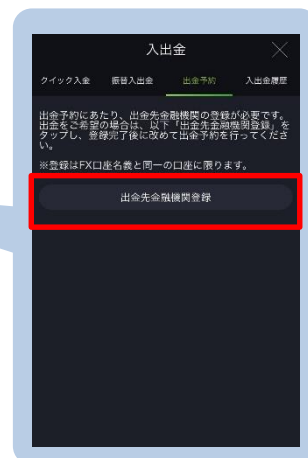 入出金
クイック入金 振替入出金 出金予約 入出金履歴
出金予約にあたり、出金先金融機関の登録が必要です。
出金をご希望の場合は、以下「出金先金融機関登録」を
タップし、登録完了後に改めて出金予約を行ってくださ
い。
※登録はFX口座名義と同一の口座に限ります。
出金先金融機関登録